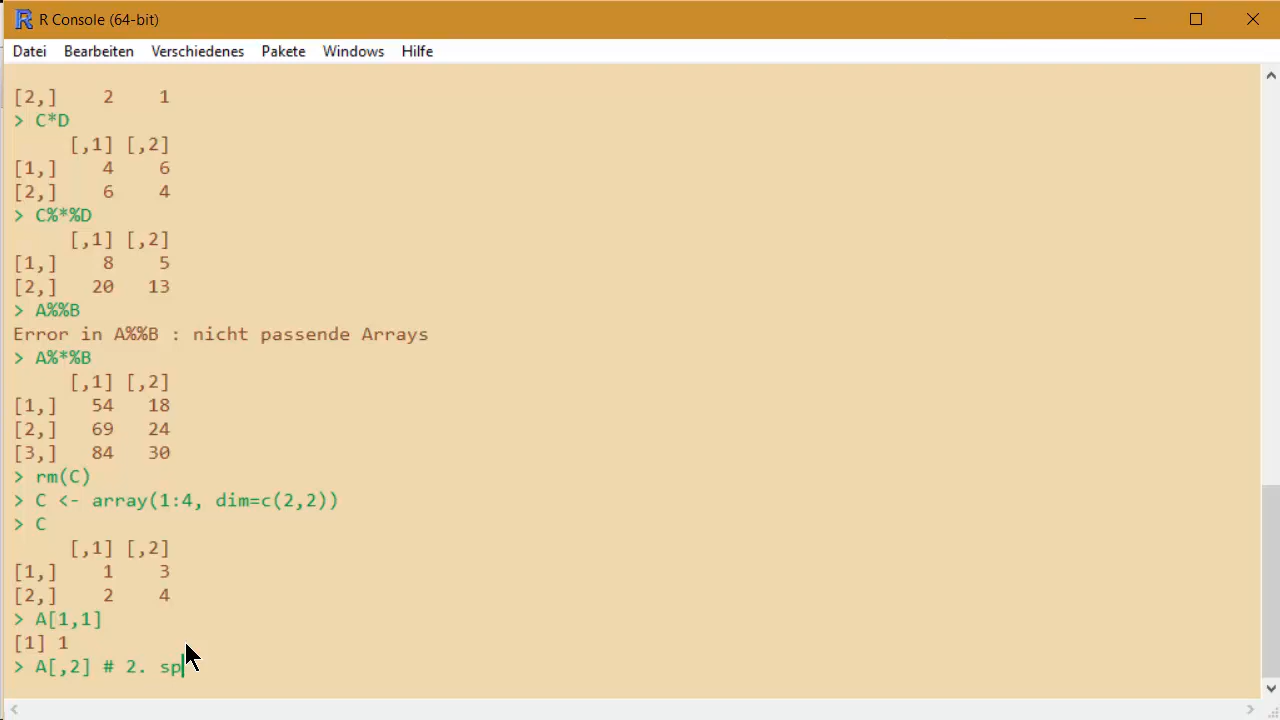 R Console (64-bit)
Datei Bearbeiten Verschiedenes Pakete Windows Hilfe
[2,]    2    1
> C*D
     [,1] [,2]
[1,]    4    6
[2,]    6    4
> C%*%D
     [,1] [,2]
[1,]    8    5
[2,]   20   13
> A%%B
Error in A%%B : nicht passende Arrays
> A%*%B
     [,1] [,2]
[1,]   54   18
[2,]   69   24
[3,]   84   30
> rm(C)
> C <- array(1:4, dim=c(2,2))
> C
     [,1] [,2]
[1,]    1    3
[2,]    2    4
> A[1,1]
[1] 1
> A[,2] # 2. sp